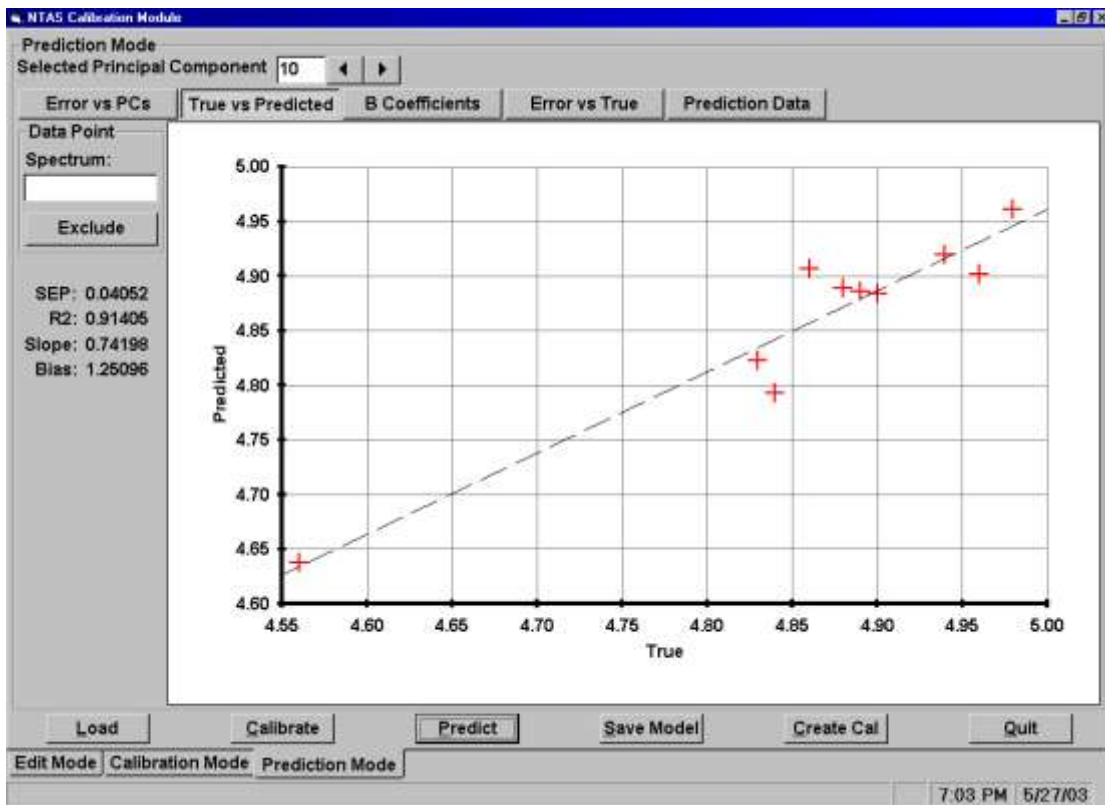 NTAS Calibration Module
Prediction Mode
Selected Principal Component 10
Error vs PCs True vs Predicted B Coefficients Error vs True Prediction Data
Data Point
Spectrum:
Exclude
SEP: 0.04052
R2: 0.91405
Slope: 0.74198
Bias: 1.25096
Predicted
5.00
4.95
4.90
4.85
4.80
4.75
4.70
4.65
4.60
4.55 4.60 4.65 4.70 4.75 4.80 4.85 4.90 4.95 5.00
True
Load Calibrate Predict Save Model Create Cal Quit
Edit Mode Calibration Mode Prediction Mode
7:03 PM 5/27/03